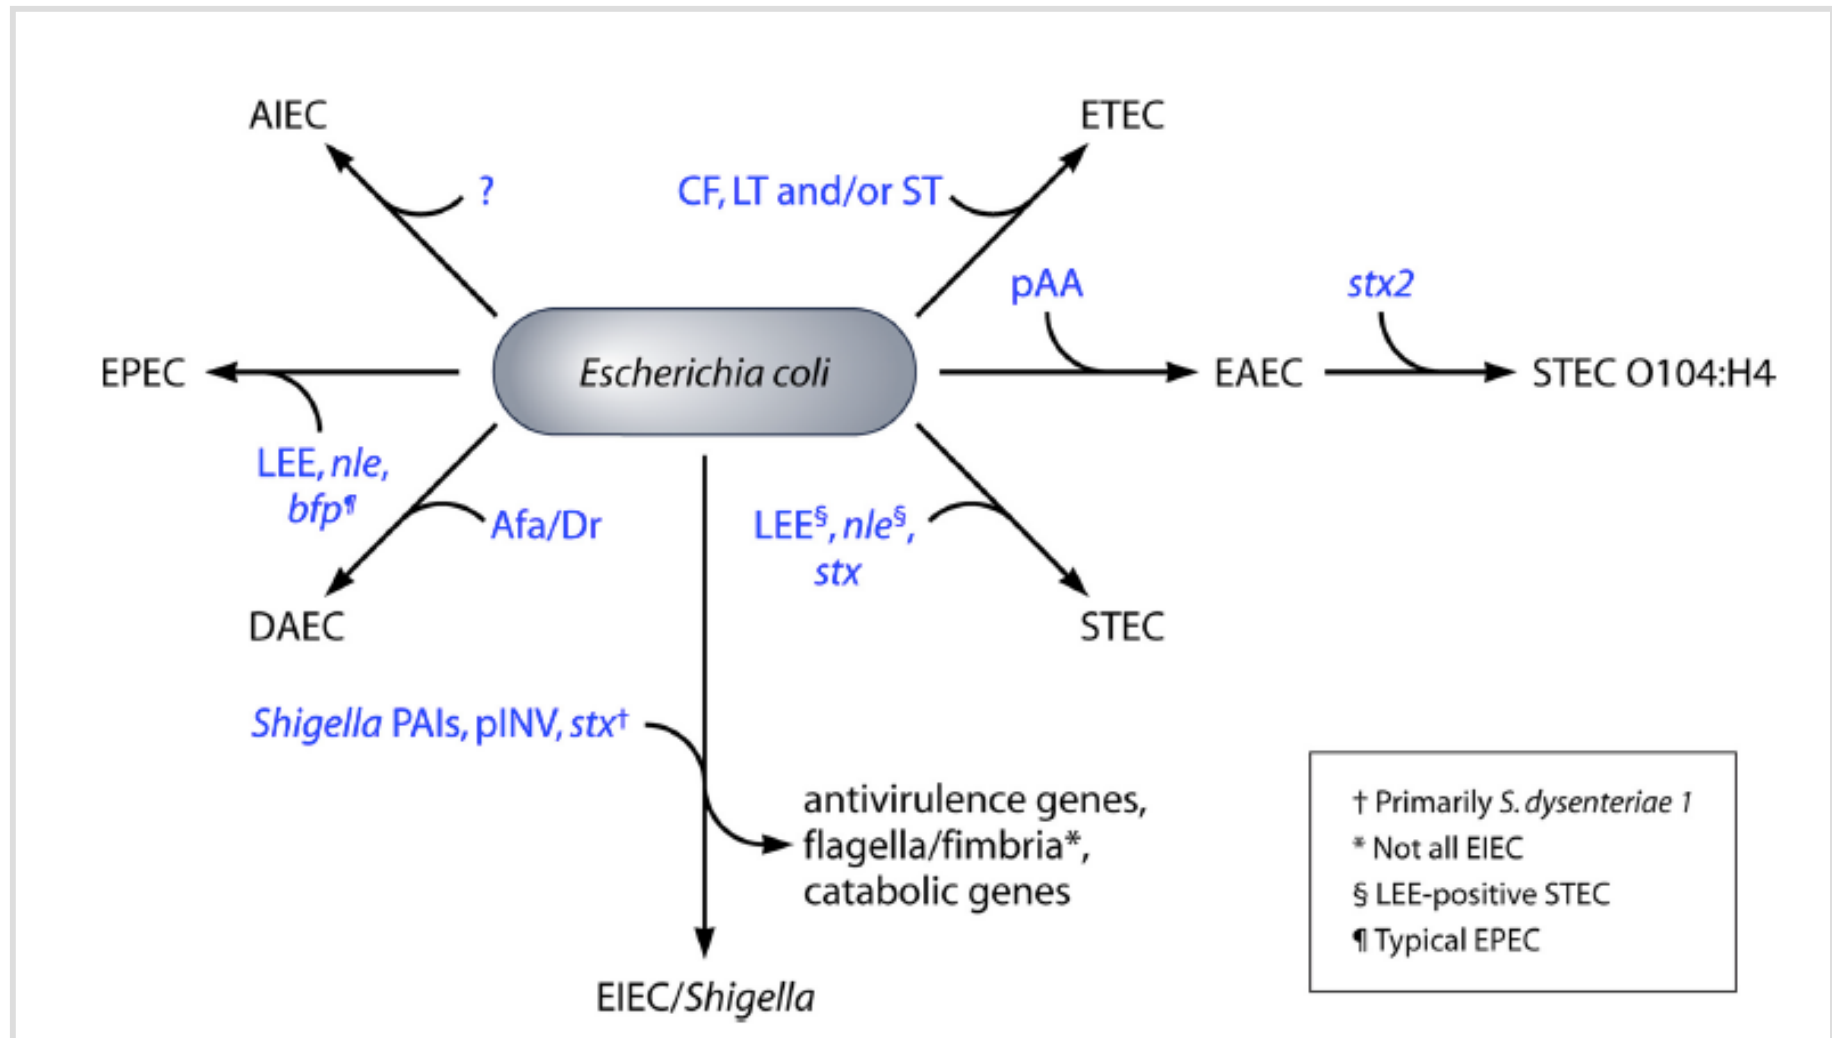 AIEC
ETEC
?
CF, LT and/or ST
pAA
stx2
EPEC
Escherichia coli
EAEC
STEC O104:H4
LEE, nle,
bfp¶
Afa/Dr
LEE§, nle§,
stx
DAEC
STEC
Shigella PAIs, pINV, stx†
antivirulence genes,
flagella/fimbria*,
catabolic genes
EIEC/Shigella
† Primarily S. dysenteriae 1
* Not all EIEC
§ LEE-positive STEC
¶ Typical EPEC